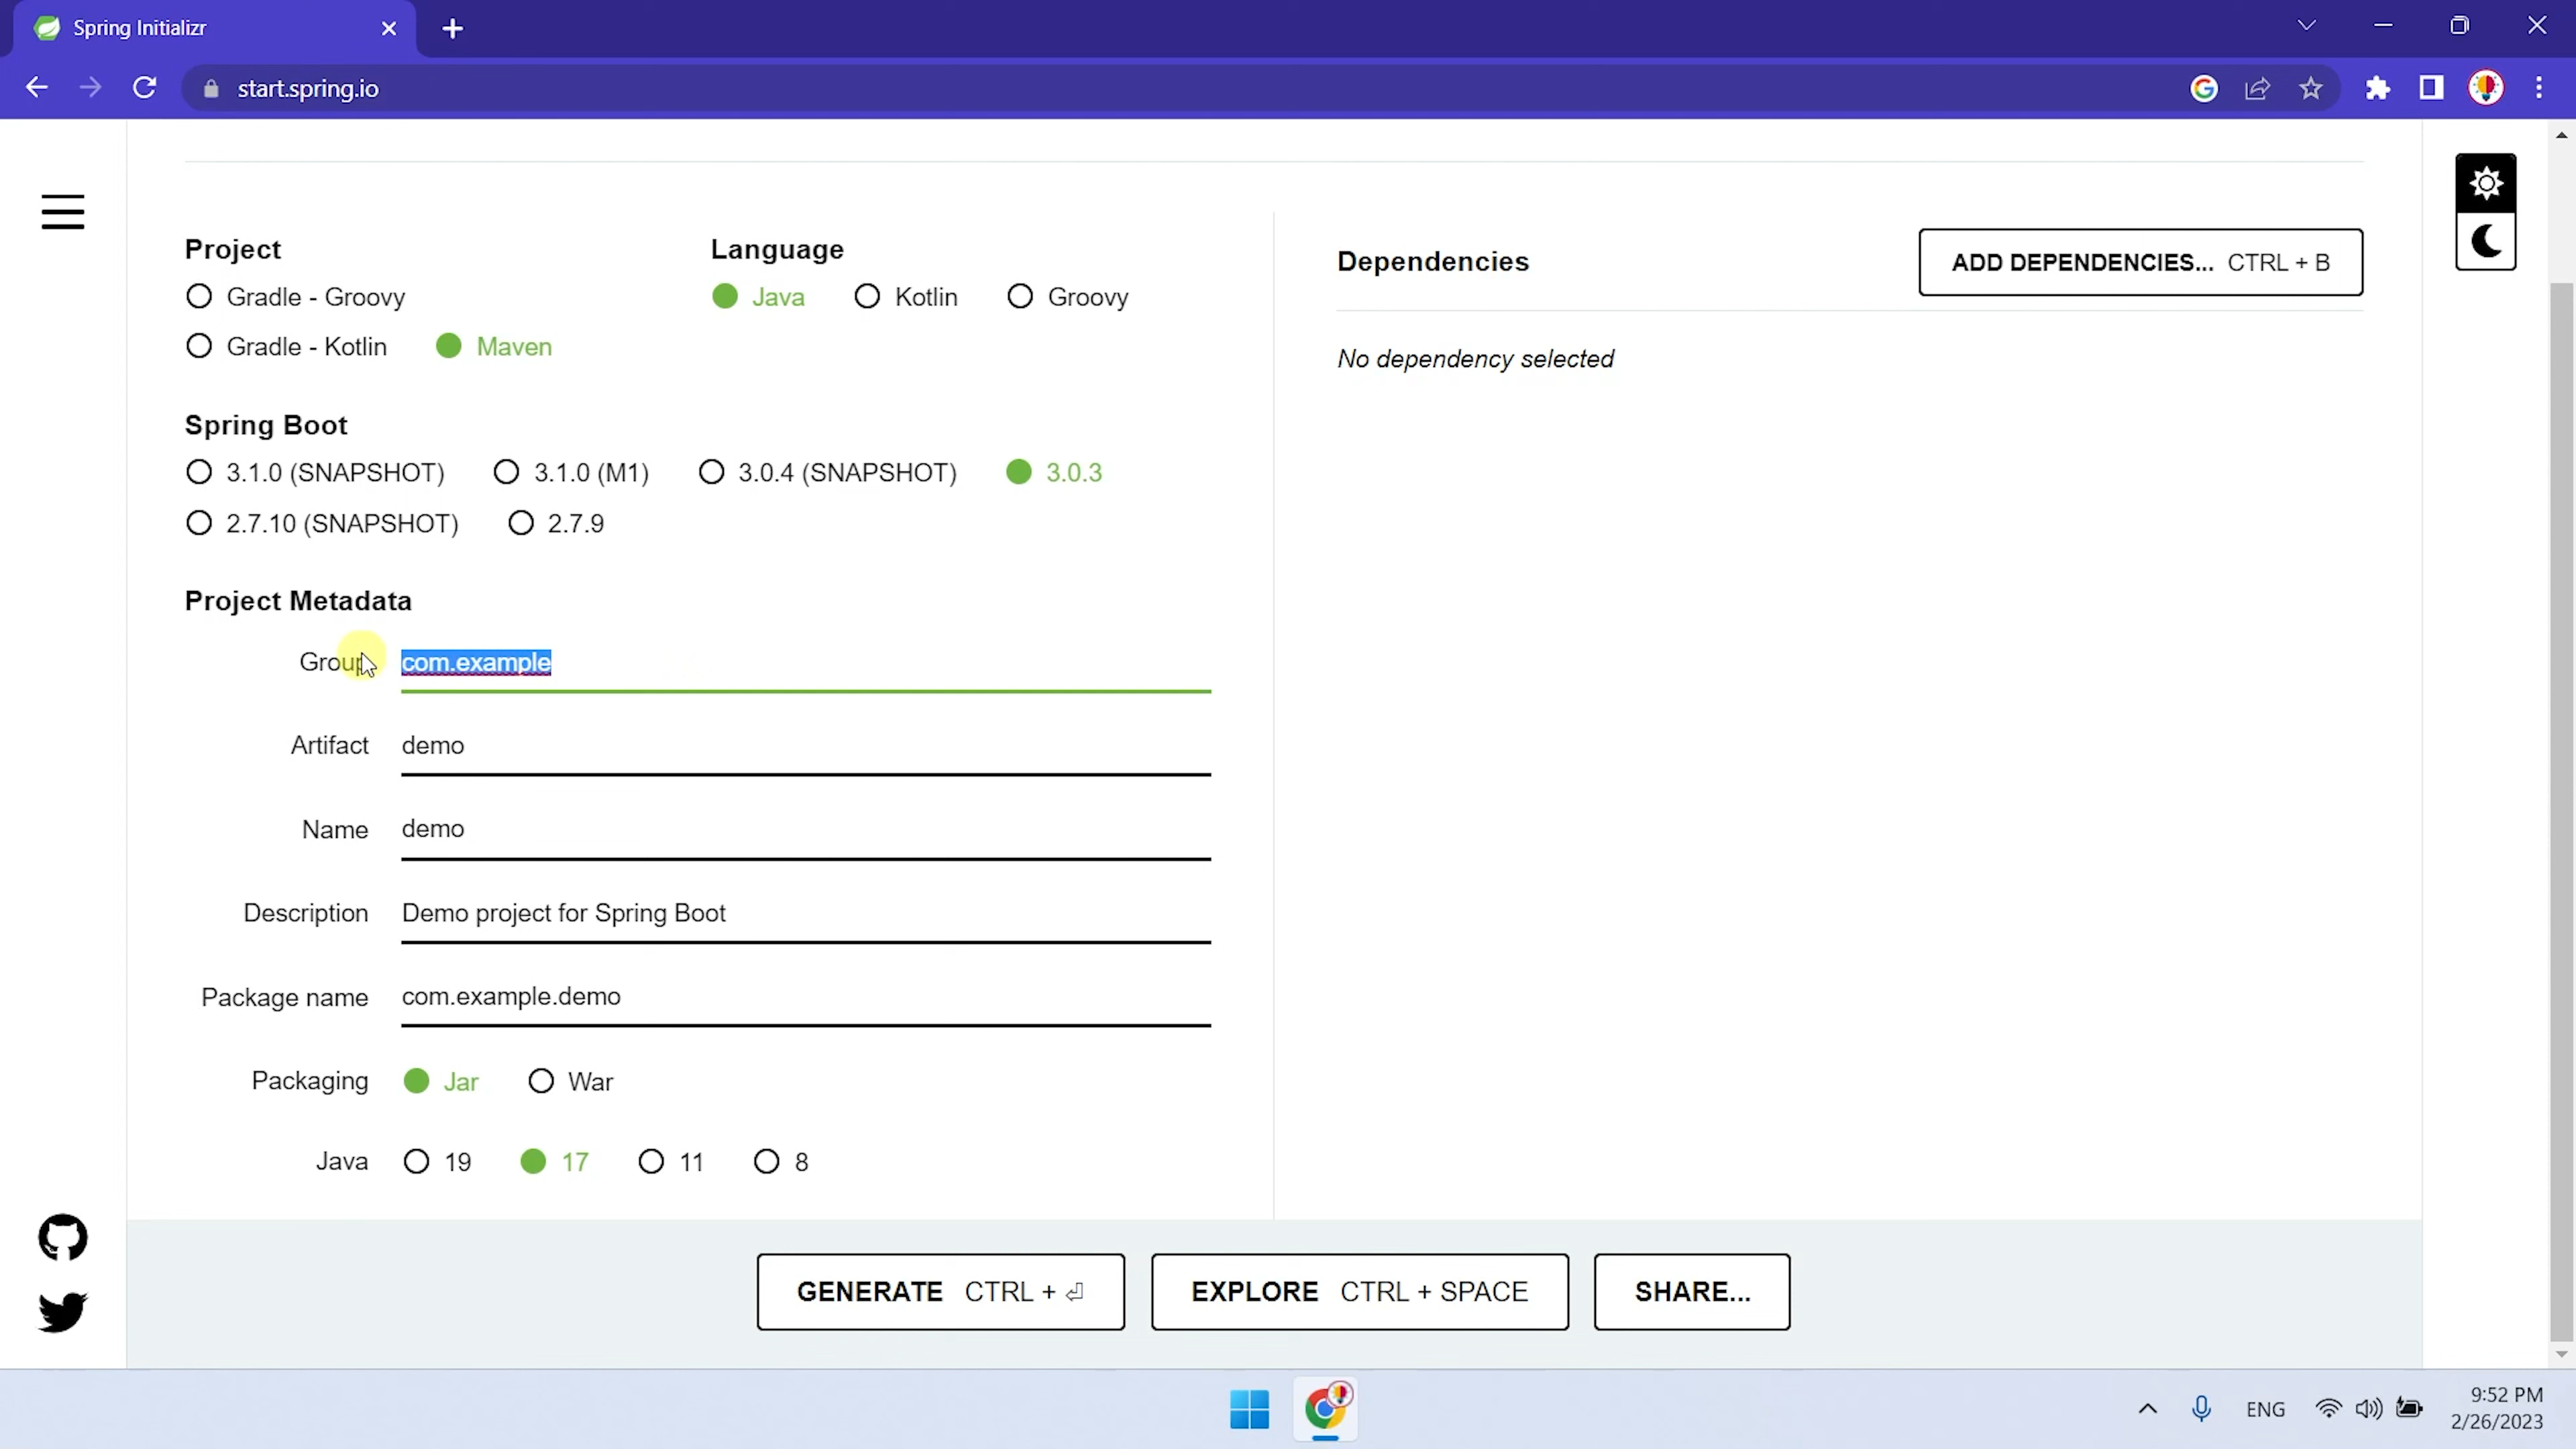 Spring Initializr
start.spring.io
Project
Gradle - Groovy
Gradle - Kotlin Maven
Language
Java Kotlin Groovy
Spring Boot
3.1.0 (SNAPSHOT) 3.1.0 (M1) 3.0.4 (SNAPSHOT) 3.0.3
2.7.10 (SNAPSHOT) 2.7.9
Project Metadata
Group com.example
Artifact demo
Name demo
Description Demo project for Spring Boot
Package name com.example.demo
Packaging Jar War
Java 19 17 11 8
Dependencies
ADD DEPENDENCIES... CTRL + B
No dependency selected
GENERATE CTRL + ⏎
EXPLORE CTRL + SPACE
SHARE...
ENG
9:52 PM
2/26/2023